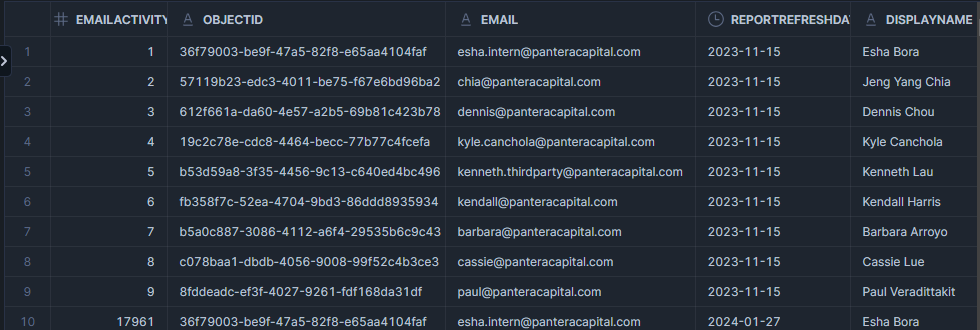 # EMAILACTIVITY A OBJECTID A EMAIL REPORTREFRESHDA A DISPLAYNAME
1 1 36f79003-be9f-47a5-82f8-e65aa4104faf esha.intern@panteracapital.com 2023-11-15 Esha Bora
2 2 57119b23-edc3-4011-be75-f67e6bd96ba2 chia@panteracapital.com 2023-11-15 Jeng Yang Chia
3 3 612f661a-da60-4e57-a2b5-69b81c423b78 dennis@panteracapital.com 2023-11-15 Dennis Chou
4 4 19c2c78e-cdc8-4464-becc-77b77c4fcefa kyle.canchola@panteracapital.com 2023-11-15 Kyle Canchola
5 5 b53d59a8-3f35-4456-9c13-c640ed4bc496 kenneth.thirdparty@panteracapital.com 2023-11-15 Kenneth Lau
6 6 fb358f7c-52ea-4704-9bd3-86ddd8935934 kendall@panteracapital.com 2023-11-15 Kendall Harris
7 7 b5a0c887-3086-4112-a6f4-29535b6c9c43 barbara@panteracapital.com 2023-11-15 Barbara Arroyo
8 8 c078baa1-dbdb-4056-9008-99f52c4b3ce3 cassie@panteracapital.com 2023-11-15 Cassie Lue
9 9 8fddeadc-ef3f-4027-9261-fdf168da31df paul@panteracapital.com 2023-11-15 Paul Veradittakit
10 17961 36f79003-be9f-47a5-82f8-e65aa4104faf esha.intern@panteracapital.com 2024-01-27 Esha Bora